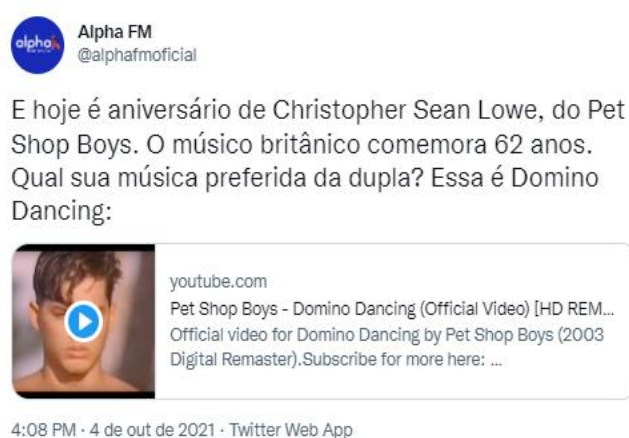 alpha
Alpha FM
@alphafmoficial
E hoje é aniversário de Christopher Sean Lowe, do Pet
Shop Boys. O músico britânico comemora 62 anos.
Qual sua música preferida da dupla? Essa é Domino
Dancing:
youtube.com
Pet Shop Boys - Domino Dancing (Official Video) [HD REM...
Official video for Domino Dancing by Pet Shop Boys (2003
Digital Remaster).Subscribe for more here: ...
4:08 PM · 4 de out de 2021 · Twitter Web App